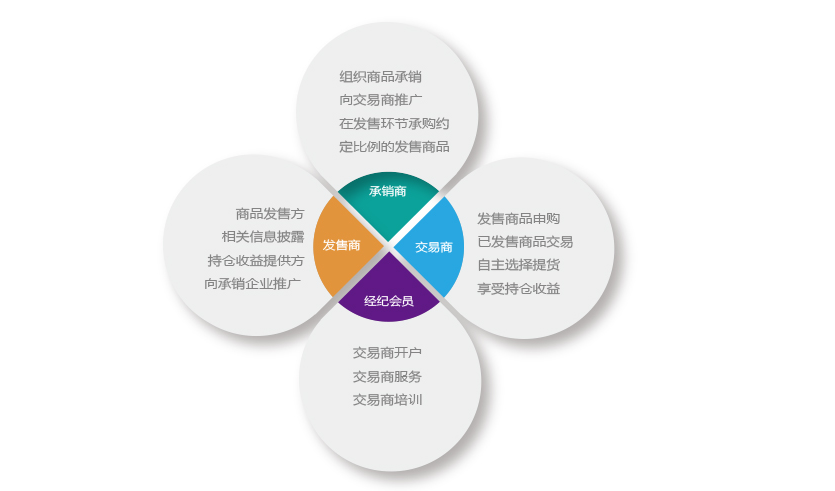 组织商品承销
向交易商推广
在发售环节承购约
定比例的发售商品
承销商
商品发售方
相关信息披露
持仓收益提供方
向承销企业推广
发售商
交易商
发售商品申购
已发售商品交易
自主选择提货
享受持仓收益
经纪会员
交易商开户
交易商服务
交易商培训